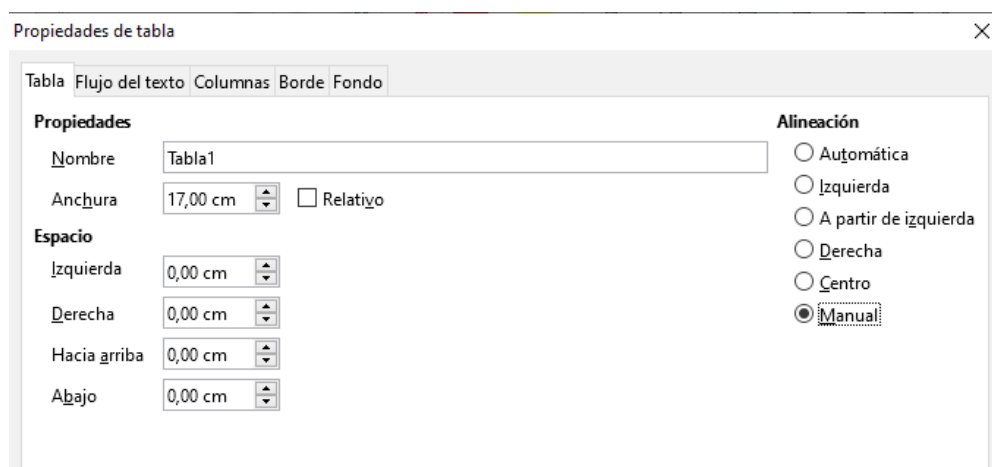 Propiedades de tabla
Tabla Flujo del texto Columnas Borde Fondo
Propiedades
Nombre Tabla1
Anchura 17,00 cm Relativo
Espacio
Izquierda 0,00 cm
Derecha 0,00 cm
Hacia arriba 0,00 cm
Abajo 0,00 cm
Alineación
Automática
Izquierda
A partir de izquierda
Derecha
Centro
Manual